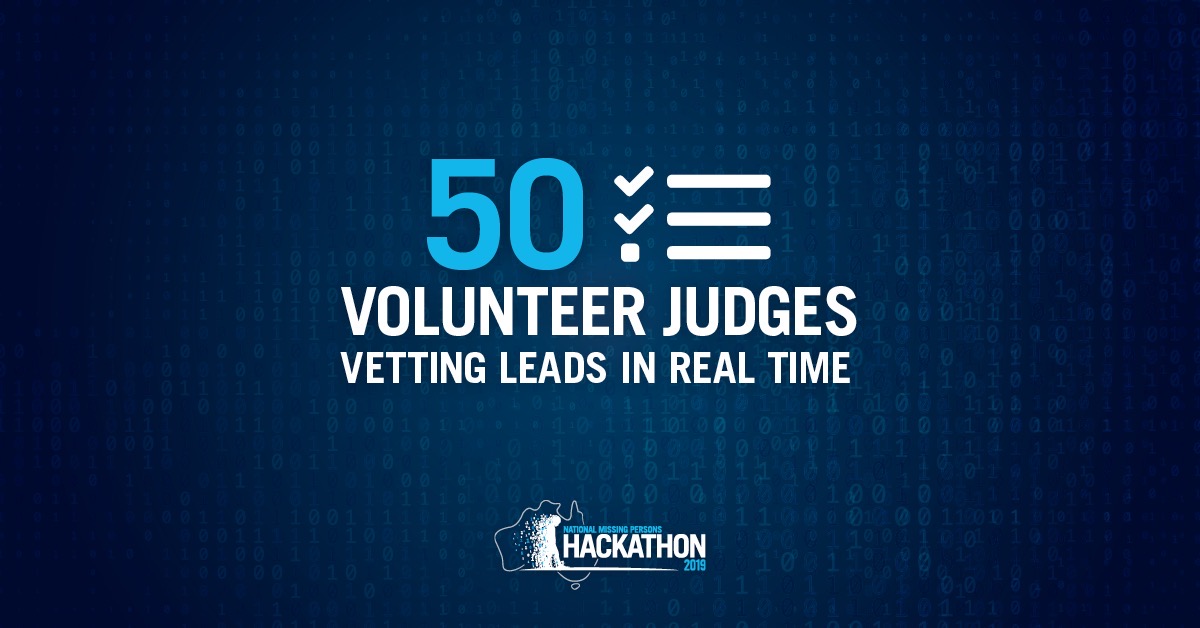 50
VOLUNTEER JUDGES
VETTING LEADS IN REAL TIME
NATIONAL MISSING PERSONS
HACKATHON
2019